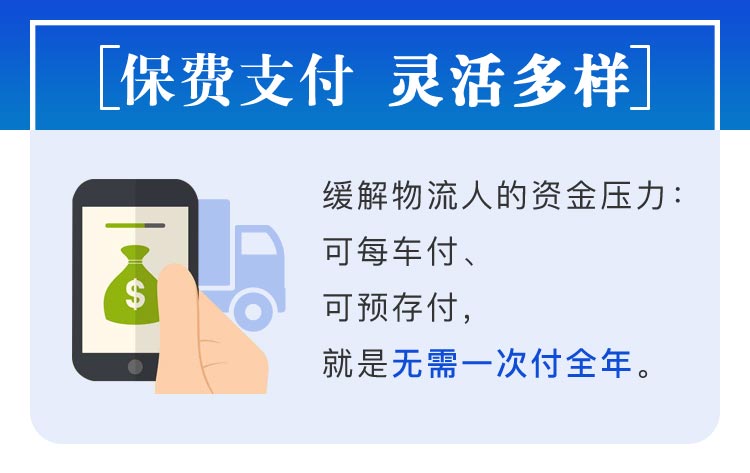 保费支付 灵活多样
缓解物流人的资金压力：
可每车付、
可预存付，
就是无需一次付全年。
$